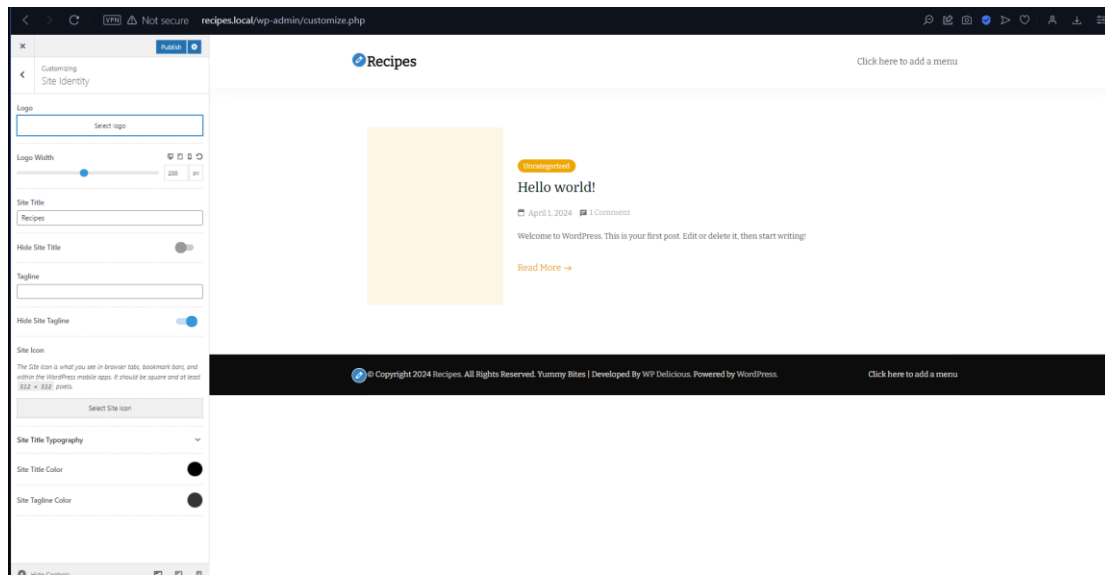 VPN Not secure recipes.local/wp-admin/customize.php
Publish
Customizing
Site Identity
Logo
Select logo
Logo Width
200 px
Site Title
Recipes
Hide Site Title
Tagline
Hide Site Tagline
Site Icon
The Site Icon is what you see in browser tabs, bookmark bars, and
within the WordPress mobile apps. It should be square and at least
512 × 512 pixels.
Select Site Icon
Site Title Typography
Site Title Color
Site Tagline Color
Hide Controls
Recipes
Click here to add a menu
Uncategorized
Hello world!
April 1, 2024 1 Comment
Welcome to WordPress. This is your first post. Edit or delete it, then start writing!
Read More →
© Copyright 2024 Recipes. All Rights Reserved. Yummy Bites | Developed By WP Delicious. Powered by WordPress.
Click here to add a menu